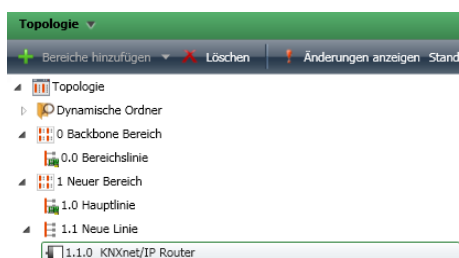 Topologie
Bereiche hinzufügen Löschen Änderungen anzeigen Stand
Topologie
Dynamische Ordner
0 Backbone Bereich
0.0 Bereichslinie
1 Neuer Bereich
1.0 Hauptlinie
1.1 Neue Linie
1.1.0 KNXnet/IP Router